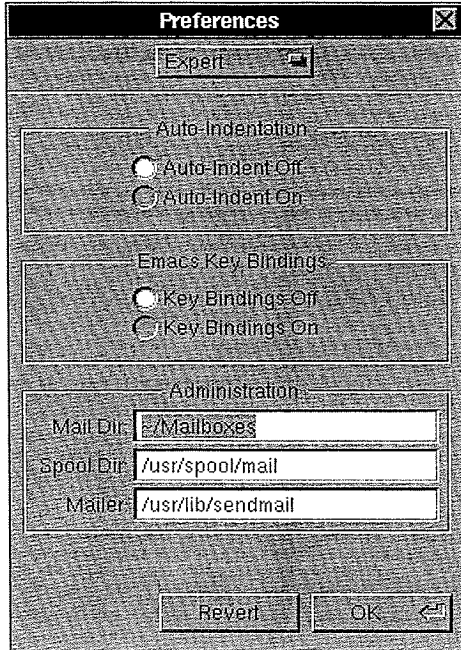 Preferences
Expert
Auto-Indentation
Auto-Indent Off
Auto-Indent On
Emacs Key Bindings
Key Bindings Off
Key Bindings On
Administration
Mail Dir: ~/Mailboxes
Spool Dir: /usr/spool/mail
Mailer: /usr/lib/sendmail
Revert OK